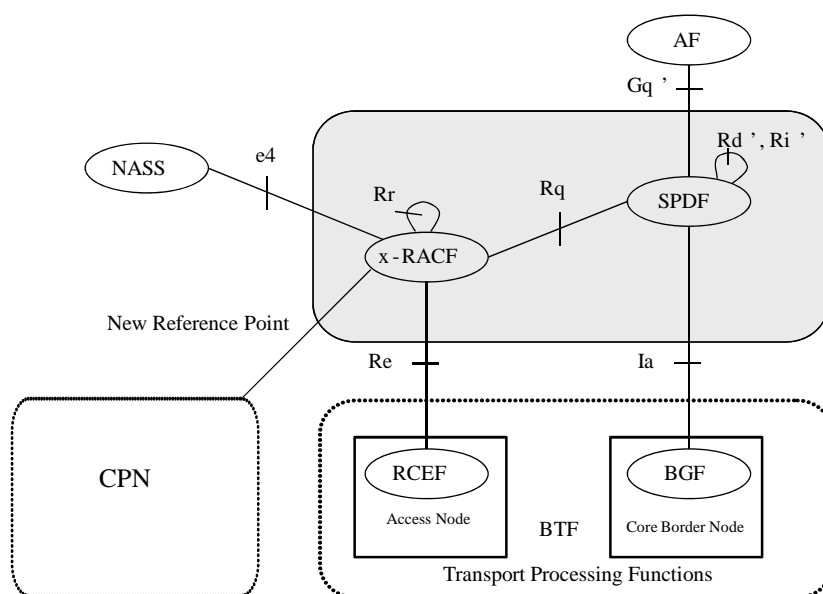 AF
Gq ’
Rd ’, Ri ’
e4
NASS
Rr
Rq
SPDF
x-RACF
New Reference Point
Re
Ia
CPN
RCEF
BGF
Access Node
BTF
Core Border Node
Transport Processing Functions